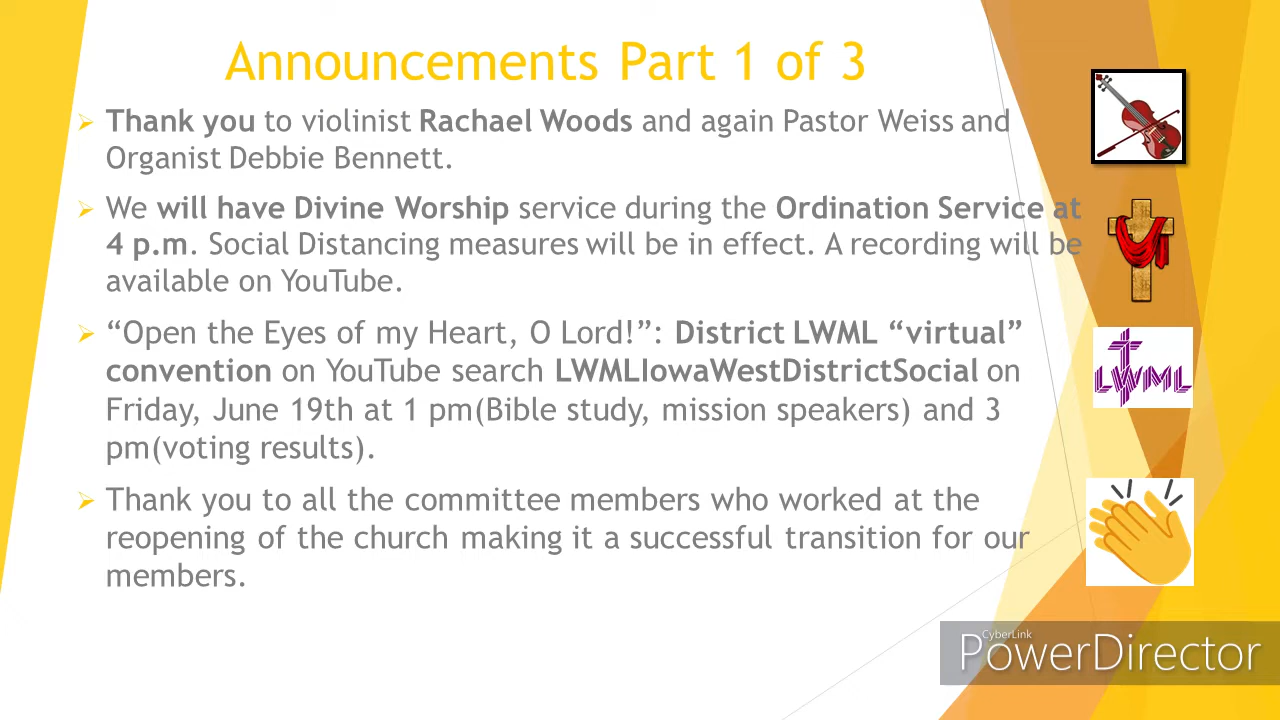 Announcements Part 1 of 3
Thank you to violinist Rachael Woods and again Pastor Weiss and
Organist Debbie Bennett.
We will have Divine Worship service during the Ordination Service at
4 p.m. Social Distancing measures will be in effect. A recording will be
available on YouTube.
“Open the Eyes of my Heart, O Lord!”: District LWML “virtual”
convention on YouTube search LWMLIowaWestDistrictSocial on
Friday, June 19th at 1 pm(Bible study, mission speakers) and 3
pm(voting results).
Thank you to all the committee members who worked at the
reopening of the church making it a successful transition for our
members.
LWML
CyberLink
PowerDirector